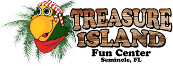 TREASURE
ISLAND
Fun Center
Seminole, FL